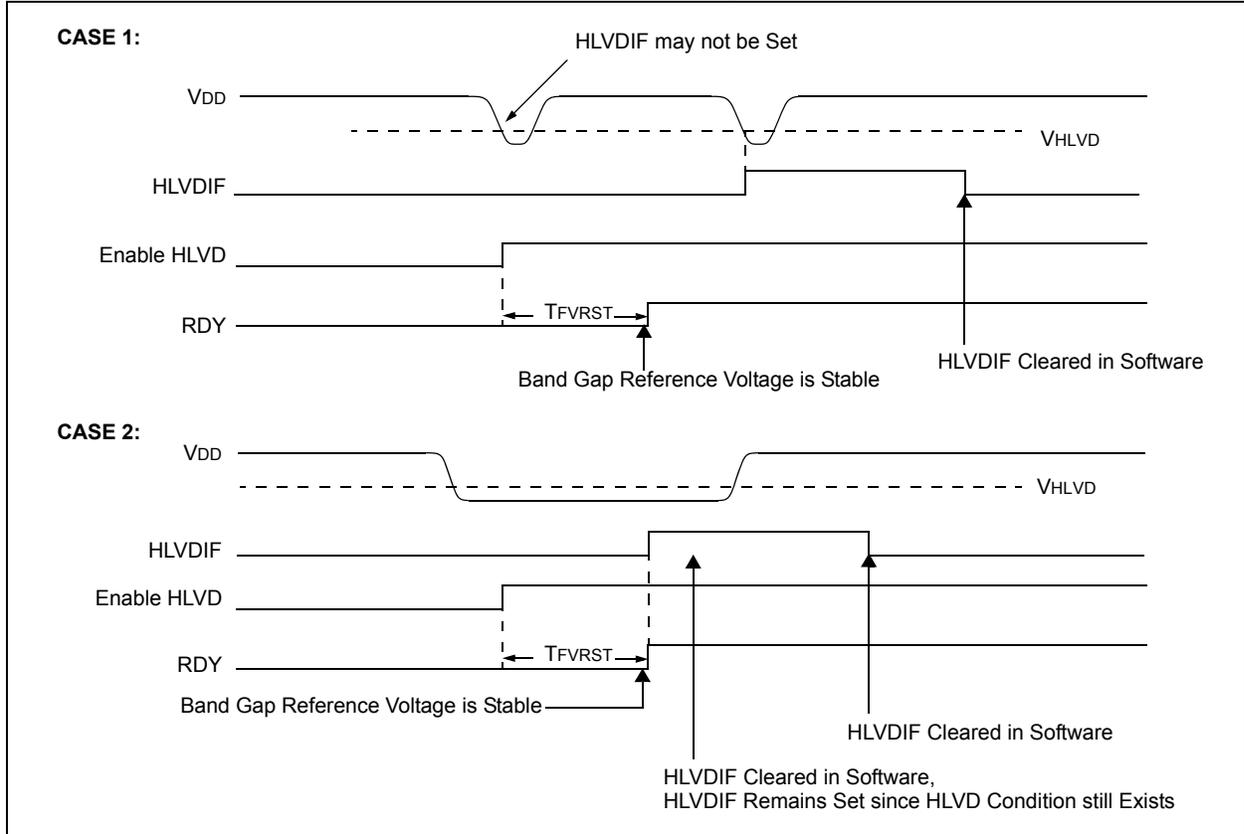 CASE 1:
HLVDIF may not be Set
VDD
VHLVD
HLVDIF
Enable HLVD
TFVRST
RDY
HLVDIF Cleared in Software
Band Gap Reference Voltage is Stable
CASE 2:
VDD
VHLVD
HLVDIF
Enable HLVD
TFVRST
RDY
Band Gap Reference Voltage is Stable
HLVDIF Cleared in Software
HLVDIF Cleared in Software,
HLVDIF Remains Set since HLVD Condition still Exists